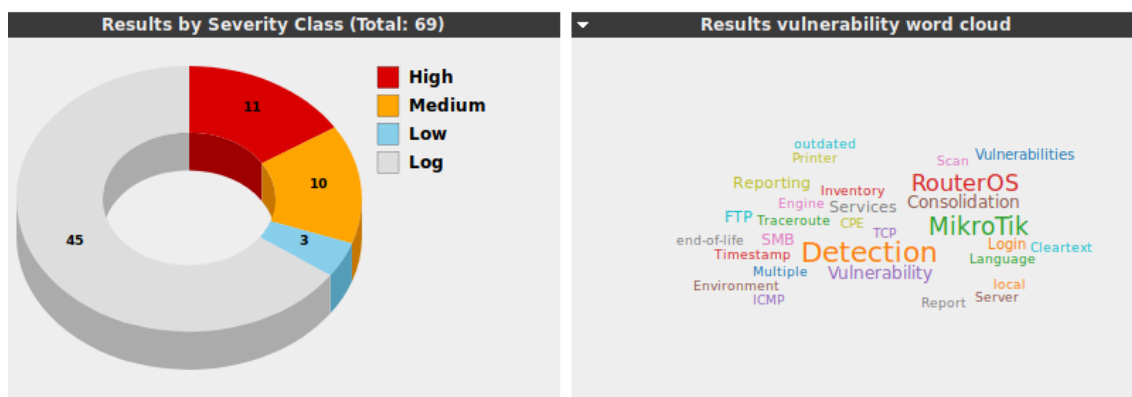 Results by Severity Class (Total: 69)
High
Medium
Low
Log
11
10
3
45
Results vulnerability word cloud
outdated
Printer
Scan
Vulnerabilities
Reporting
Inventory
RouterOS
Engine
Services
Consolidation
FTP
Traceroute
CPE
TCP
MikroTik
end-of-life
SMB
Login
Cleartext
Timestamp
Detection
Language
Multiple
Vulnerability
Environment
local
ICMP
Report
Server